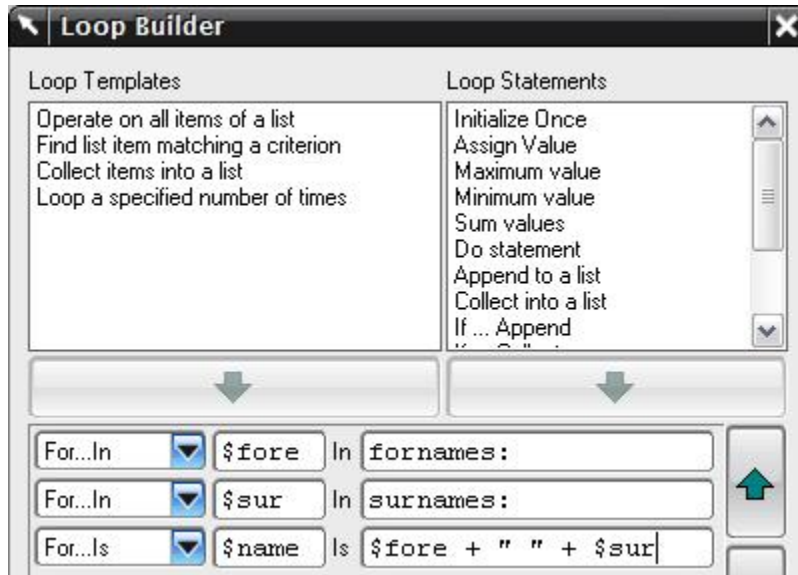 Loop Builder
Loop Templates
Loop Statements
Operate on all items of a list
Find list item matching a criterion
Collect items into a list
Loop a specified number of times
Initialize Once
Assign Value
Maximum value
Minimum value
Sum values
Do statement
Append to a list
Collect into a list
If ... Append
For...In $fore In fornames:
For...In $sur In surnames:
For...Is $name Is $fore + " " + $sur